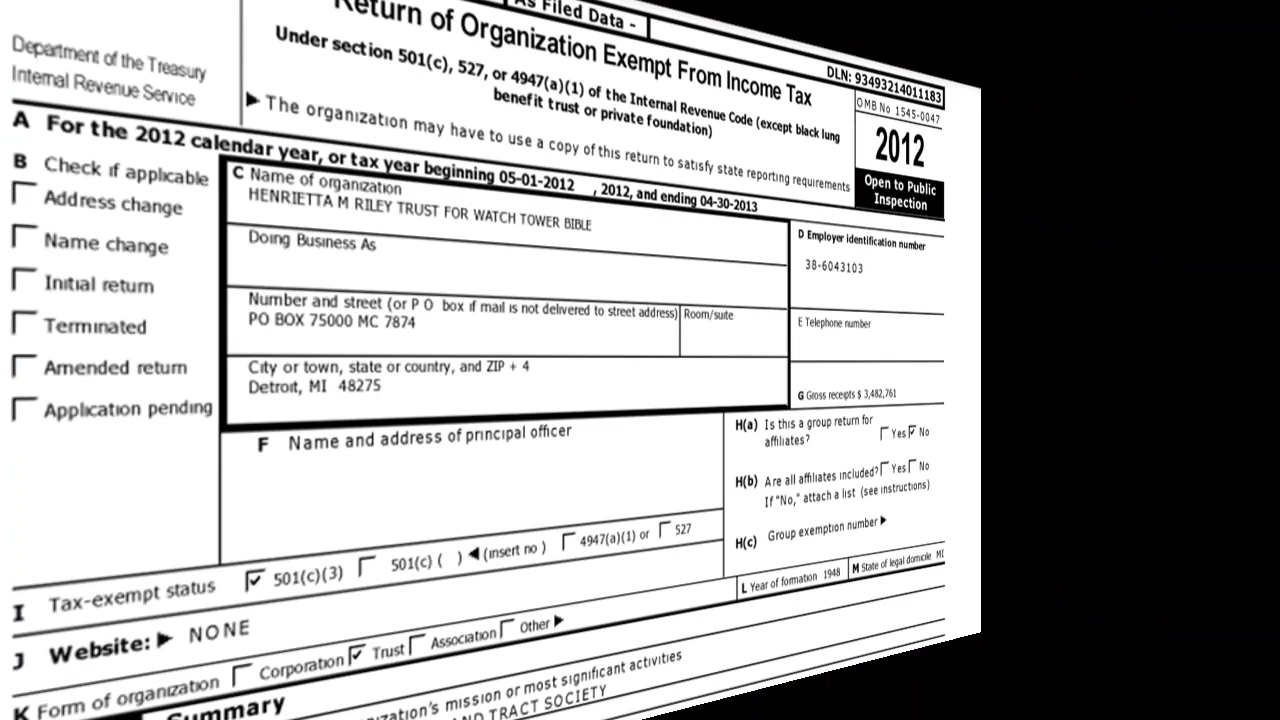 As Filed Data -
DLN: 93493214011183
Return of Organization Exempt From Income Tax
OMB No 1545-0047
Department of the Treasury
Internal Revenue Service
Under section 501(c), 527, or 4947(a)(1) of the Internal Revenue Code (except black lung
benefit trust or private foundation)
2012
▶ The organization may have to use a copy of this return to satisfy state reporting requirements
Open to Public
Inspection
A For the 2012 calendar year, or tax year beginning 05-01-2012 , 2012, and ending 04-30-2013
B Check if applicable
Address change
Name change
Initial return
Terminated
Amended return
Application pending
C Name of organization
HENRIETTA M RILEY TRUST FOR WATCH TOWER BIBLE
Doing Business As
Number and street (or P O box if mail is not delivered to street address) Room/suite
PO BOX 75000 MC 7874
City or town, state or country, and ZIP + 4
Detroit, MI 48275
D Employer identification number
38-6043103
E Telephone number
G Gross receipts $ 3,482,761
F Name and address of principal officer
H(a) Is this a group return for
affiliates? Yes No
H(b) Are all affiliates included? Yes No
If "No," attach a list (see instructions)
H(c) Group exemption number ▶
I Tax-exempt status 501(c)(3) 501(c) ( ) ◀ (insert no ) 4947(a)(1) or 527
J Website: ▶ NONE
K Form of organization Corporation Trust Association Other ▶
L Year of formation 1948 M State of legal domicile MI
Summary
zation's mission or most significant activities
ND TRACT SOCIETY